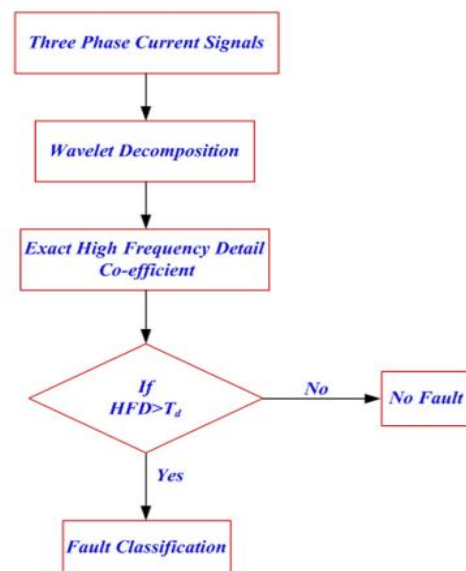 Three Phase Current Signals
Wavelet Decomposition
Exact High Frequency Detail
Co-efficient
If
HFD>T_d
No
No Fault
Yes
Fault Classification